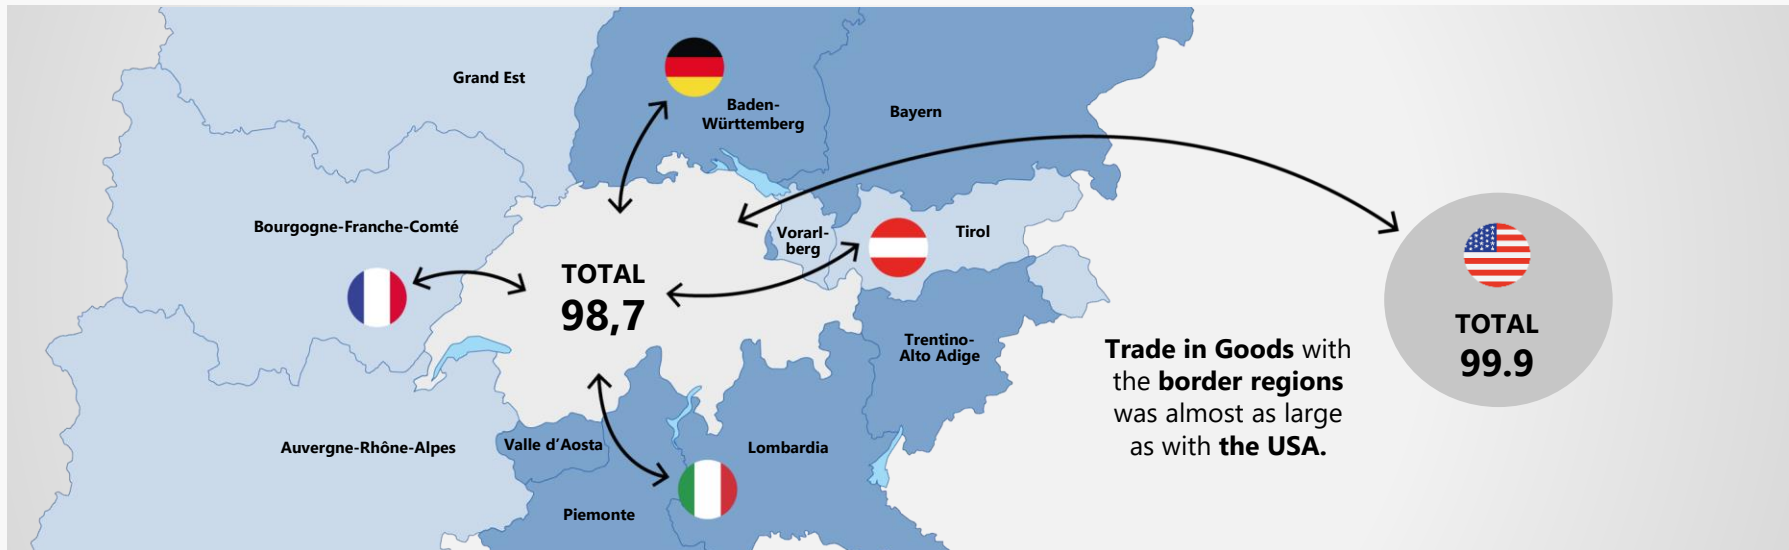 Grand Est
Baden-
Württemberg
Bayern
Bourgogne-Franche-Comté
Vorarl-
berg
Tirol
TOTAL
98,7
Trentino-
Alto Adige
Auvergne-Rhône-Alpes
Valle d'Aosta
Lombardia
Piemonte
Trade in Goods with
the border regions
was almost as large
as with the USA.
TOTAL
99.9